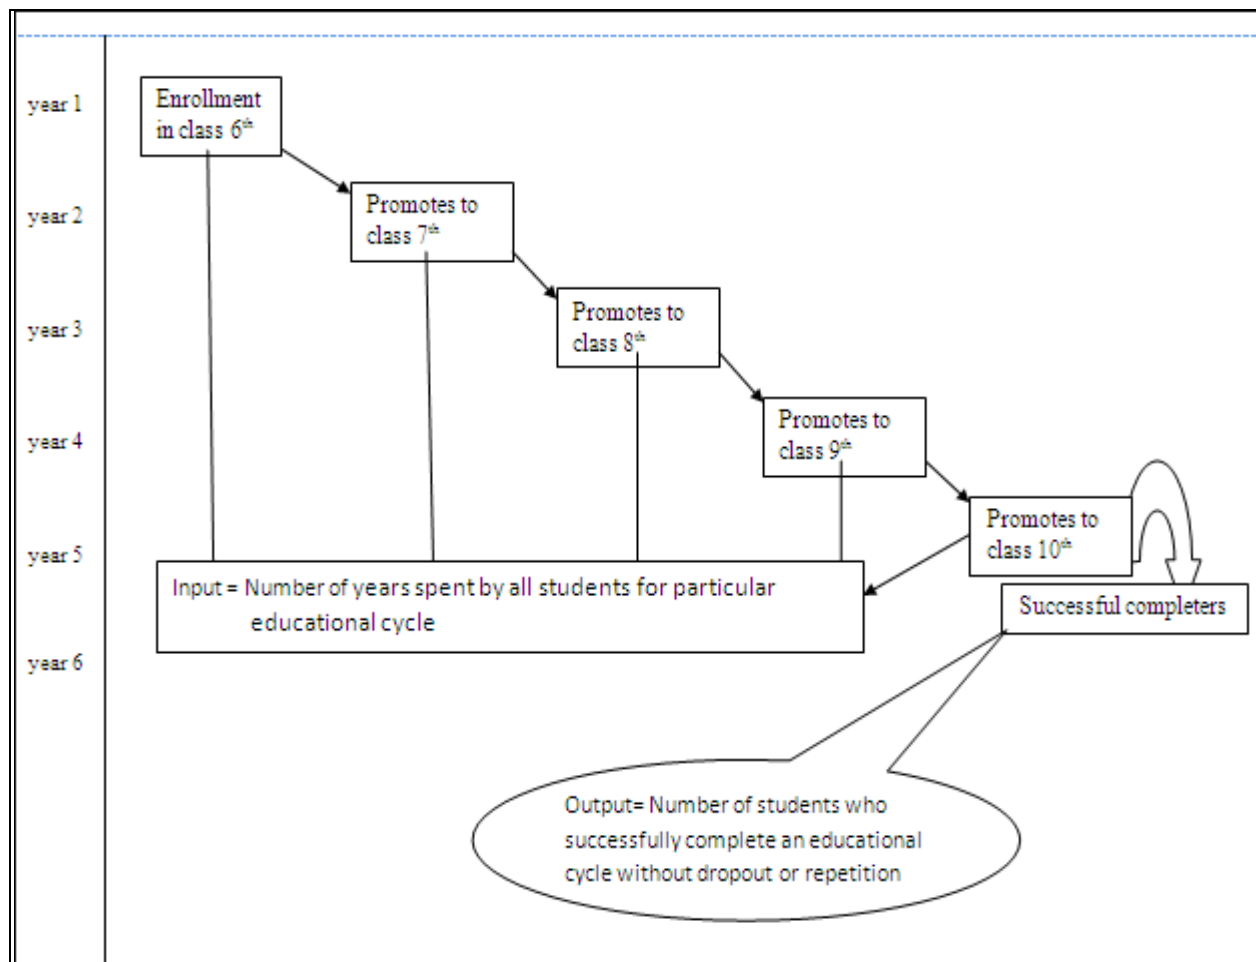 year 1
Enrollment
in class 6th
year 2
Promotes to
class 7th
year 3
Promotes to
class 8th
year 4
Promotes to
class 9th
year 5
Promotes to
class 10th
Input = Number of years spent by all students for particular
educational cycle
Successful completers
year 6
Output= Number of students who
successfully complete an educational
cycle without dropout or repetition